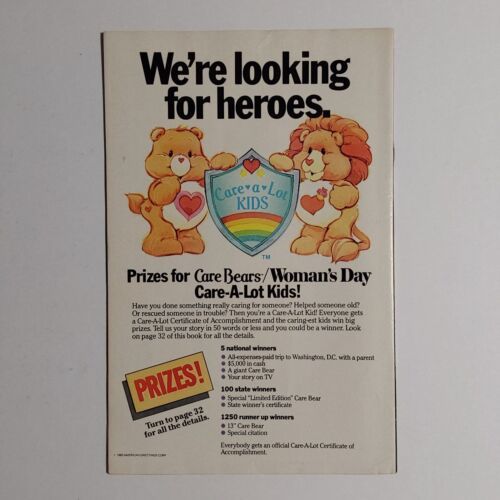 We're looking
for heroes.
Care•a•Lot
KIDS
TM
Prizes for Care Bears/Woman's Day
Care-A-Lot Kids!
Have you done something really caring for someone? Helped someone old?
Or rescued someone in trouble? Then you're a Care-A-Lot Kid! Everyone gets
a Care-A-Lot Certificate of Accomplishment and the caring-est kids win big
prizes. Tell us your story in 50 words or less and you could be a winner. Look
on page 32 of this book for all the details.
PRIZES!
Turn to page 32
for all the details.
5 national winners
• All-expenses-paid trip to Washington, D.C. with a parent
• $5,000 in cash
• A giant Care Bear
• Your story on TV
100 state winners
• Special "Limited Edition" Care Bear
• State winner's certificate
1250 runner up winners
• 13" Care Bear
• Special citation
Everybody gets an official Care-A-Lot Certificate of
Accomplishment.
AMERICAN GREETINGS CORP.